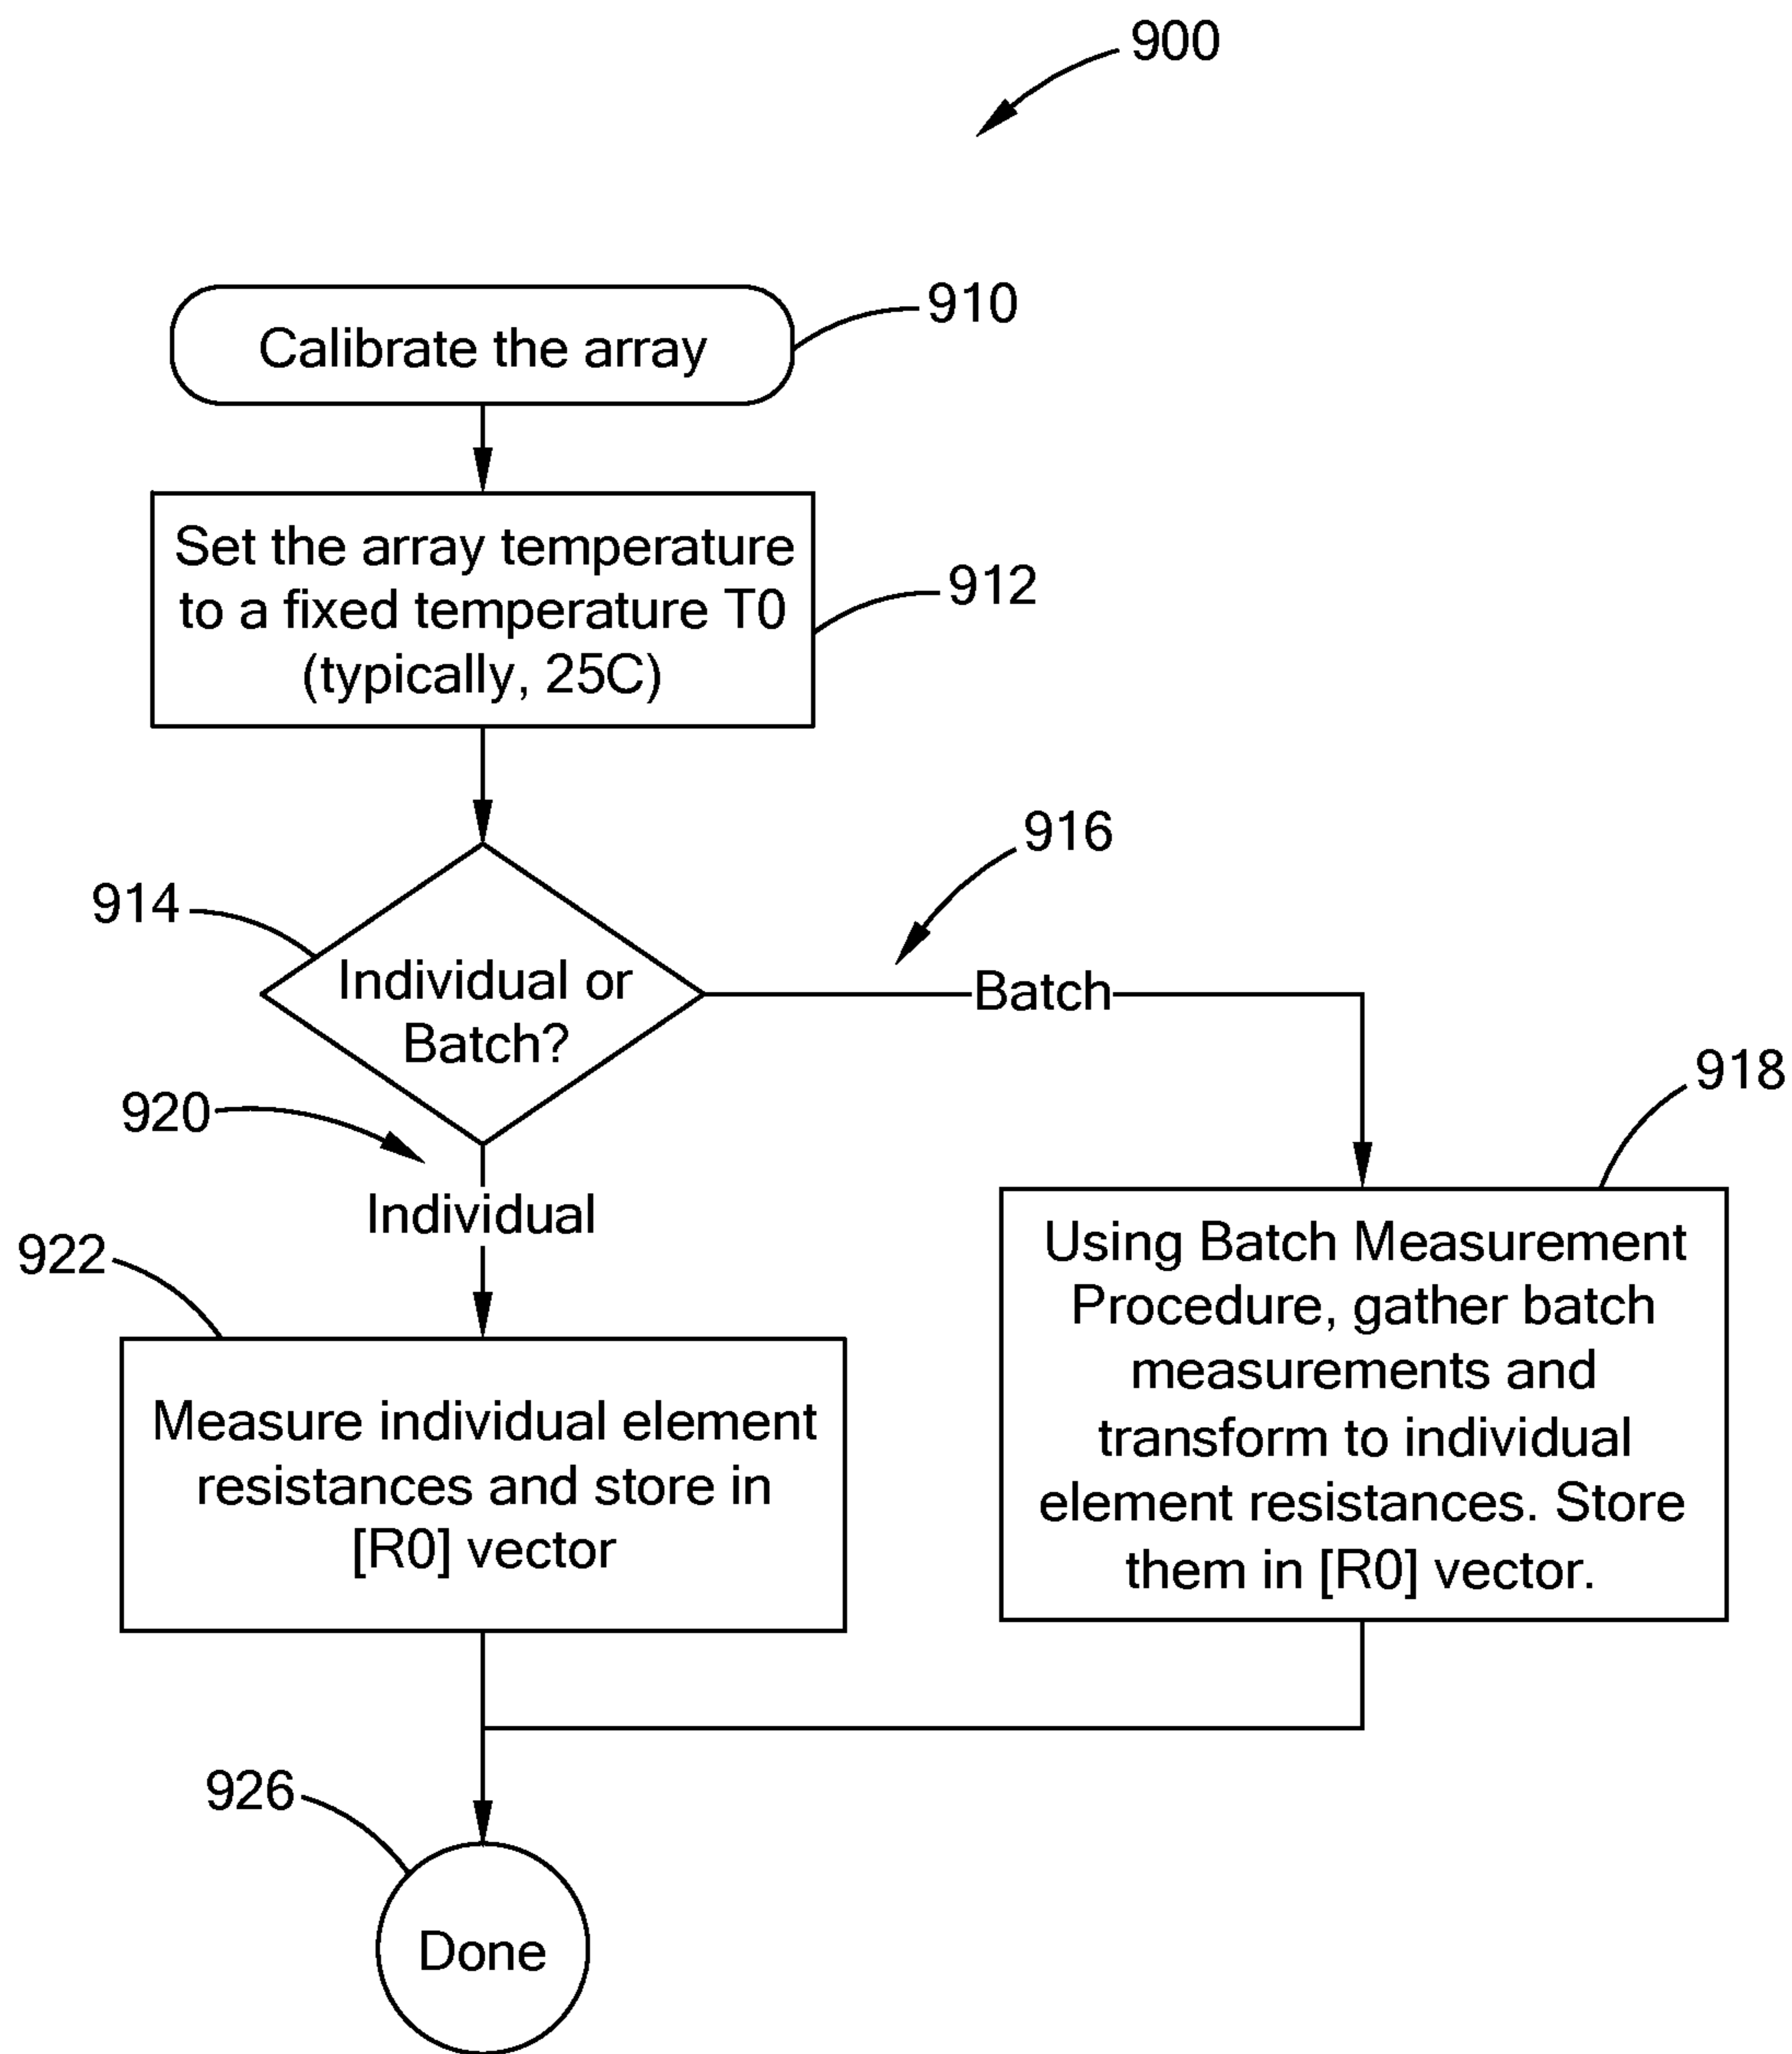 900
Calibrate the array
910
Set the array temperature
to a fixed temperature T0
(typically, 25C)
912
914
Individual or
Batch?
916
Batch
920
Individual
918
Using Batch Measurement
Procedure, gather batch
measurements and
transform to individual
element resistances. Store
them in [R0] vector.
922
Measure individual element
resistances and store in
[R0] vector
926
Done